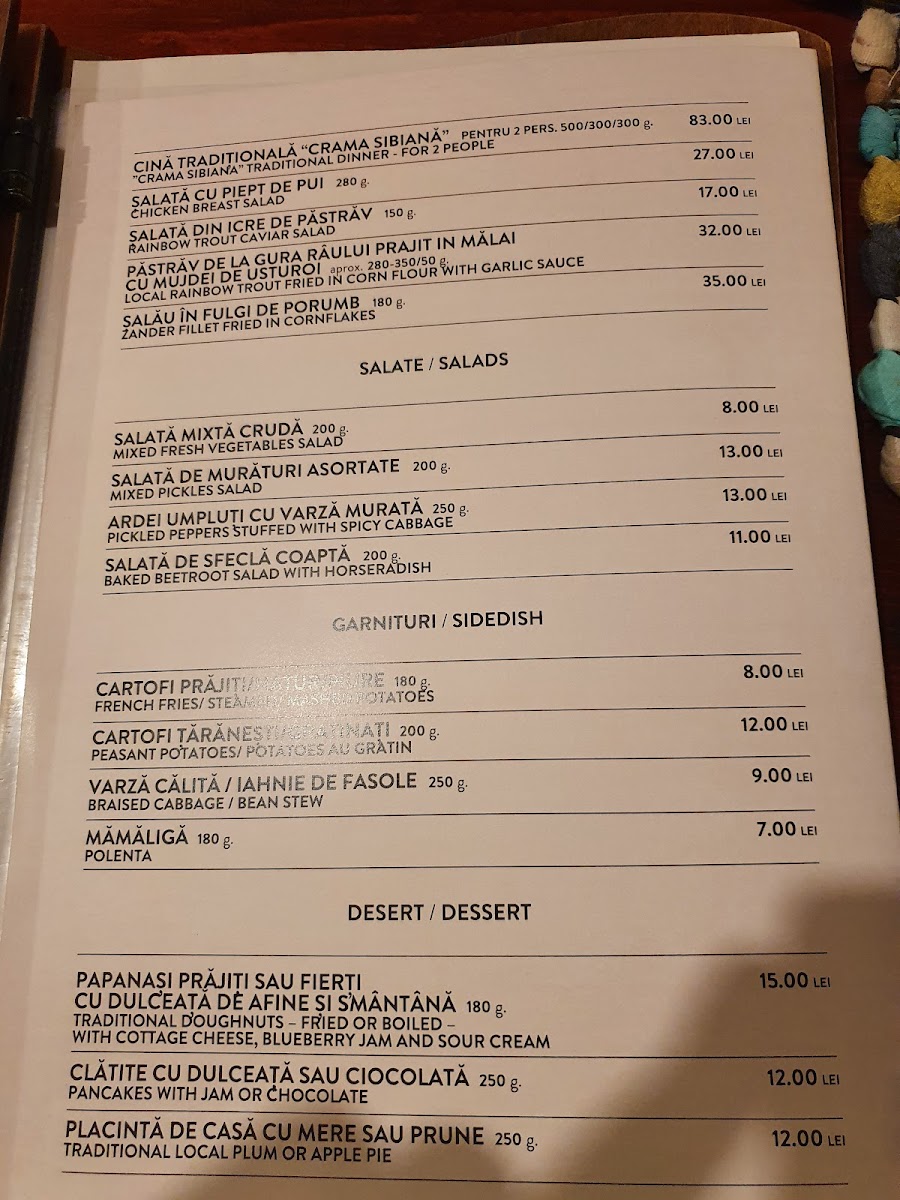 CINĂ TRADIȚIONALĂ "CRAMA SIBIANĂ" PENTRU 2 PERS. 500/300/300 g. 83.00 LEI
"CRAMA SIBIANA" TRADITIONAL DINNER - FOR 2 PEOPLE
SALATĂ CU PIEPT DE PUI 280 g. 27.00 LEI
CHICKEN BREAST SALAD
SALATĂ DIN ICRE DE PĂSTRĂV 150 g. 17.00 LEI
RAINBOW TROUT CAVIAR SALAD
PĂSTRĂV DE LA GURA RÂULUI PRAJIT IN MĂLAI 32.00 LEI
CU MUJDEI DE USTUROI aprox. 280-350/50 g.
LOCAL RAINBOW TROUT FRIED IN CORN FLOUR WITH GARLIC SAUCE
ȘALĂU ÎN FULGI DE PORUMB 180 g. 35.00 LEI
ZANDER FILLET FRIED IN CORNFLAKES
SALATE / SALADS
SALATĂ MIXTĂ CRUDĂ 200 g. 8.00 LEI
MIXED FRESH VEGETABLES SALAD
SALATĂ DE MURĂTURI ASORTATE 200 g. 13.00 LEI
MIXED PICKLES SALAD
ARDEI UMPLUȚI CU VARZĂ MURATĂ 250 g. 13.00 LEI
PICKLED PEPPERS STUFFED WITH SPICY CABBAGE
SALATĂ DE SFECLĂ COAPTĂ 200 g. 11.00 LEI
BAKED BEETROOT SALAD WITH HORSERADISH
GARNITURI / SIDEDISH
CARTOFI PRĂJIȚI/NATUR/PIURE 180 g. 8.00 LEI
FRENCH FRIES/ STEAMED/ MASHED POTATOES
CARTOFI ȚĂRĂNEȘTI/GRATINAȚI 200 g. 12.00 LEI
PEASANT POTATOES/ POTATOES AU GRATIN
VARZĂ CĂLITĂ / IAHNIE DE FASOLE 250 g. 9.00 LEI
BRAISED CABBAGE / BEAN STEW
MĂMĂLIGĂ 180 g. 7.00 LEI
POLENTA
DESERT / DESSERT
PAPANAȘI PRĂJIȚI SAU FIERȚI 15.00 LEI
CU DULCEAȚĂ DE AFINE ȘI SMÂNTÂNĂ 180 g.
TRADITIONAL DOUGHNUTS – FRIED OR BOILED –
WITH COTTAGE CHEESE, BLUEBERRY JAM AND SOUR CREAM
CLĂTITE CU DULCEAȚĂ SAU CIOCOLATĂ 250 g. 12.00 LEI
PANCAKES WITH JAM OR CHOCOLATE
PLACINTĂ DE CASĂ CU MERE SAU PRUNE 250 g. 12.00 LEI
TRADITIONAL LOCAL PLUM OR APPLE PIE